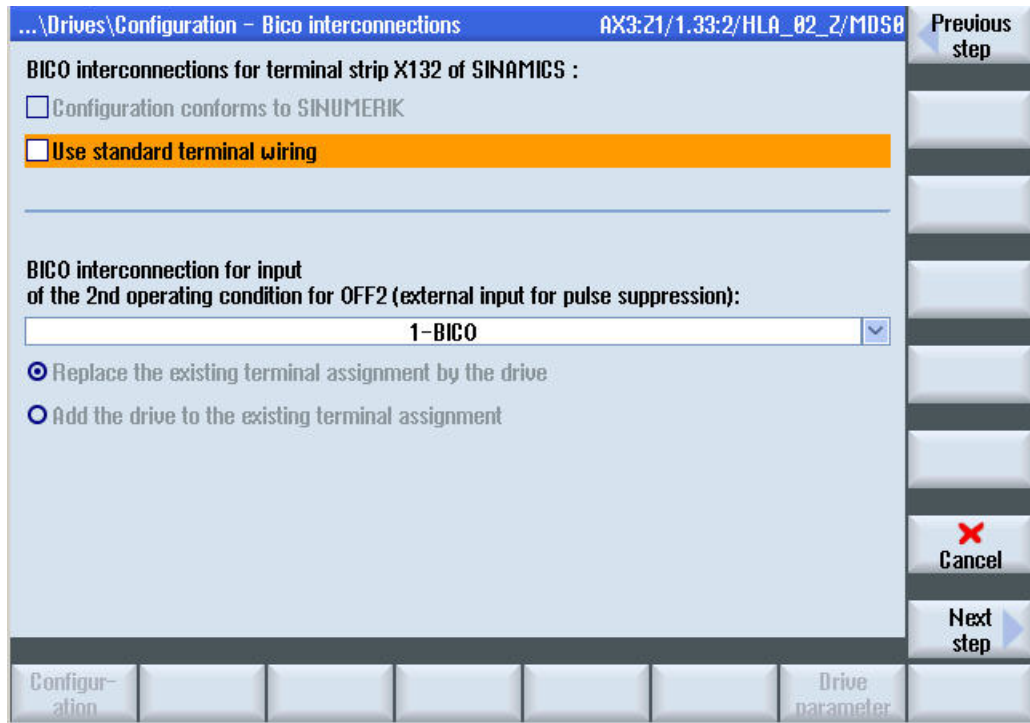 ...\Drives\Configuration - Bico interconnections AX3:Z1/1.33:2/HLA_02_Z/MDS0
Previous
step
BICO interconnections for terminal strip X132 of SINAMICS :
Configuration conforms to SINUMERIK
Use standard terminal wiring
BICO interconnection for input
of the 2nd operating condition for OFF2 (external input for pulse suppression):
1-BICO
Replace the existing terminal assignment by the drive
Add the drive to the existing terminal assignment
Cancel
Next
step
Configur-
ation
Drive
parameter